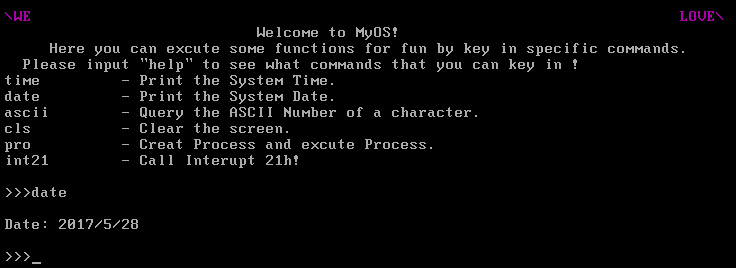 \WE LOVE\
Welcome to MyOS!
Here you can excute some functions for fun by key in specific commands.
Please input "help" to see what commands that you can key in !
time - Print the System Time.
date - Print the System Date.
ascii - Query the ASCII Number of a character.
cls - Clear the screen.
pro - Creat Process and excute Process.
int21 - Call Interupt 21h!
>>>date
Date: 2017/5/28
>>>_